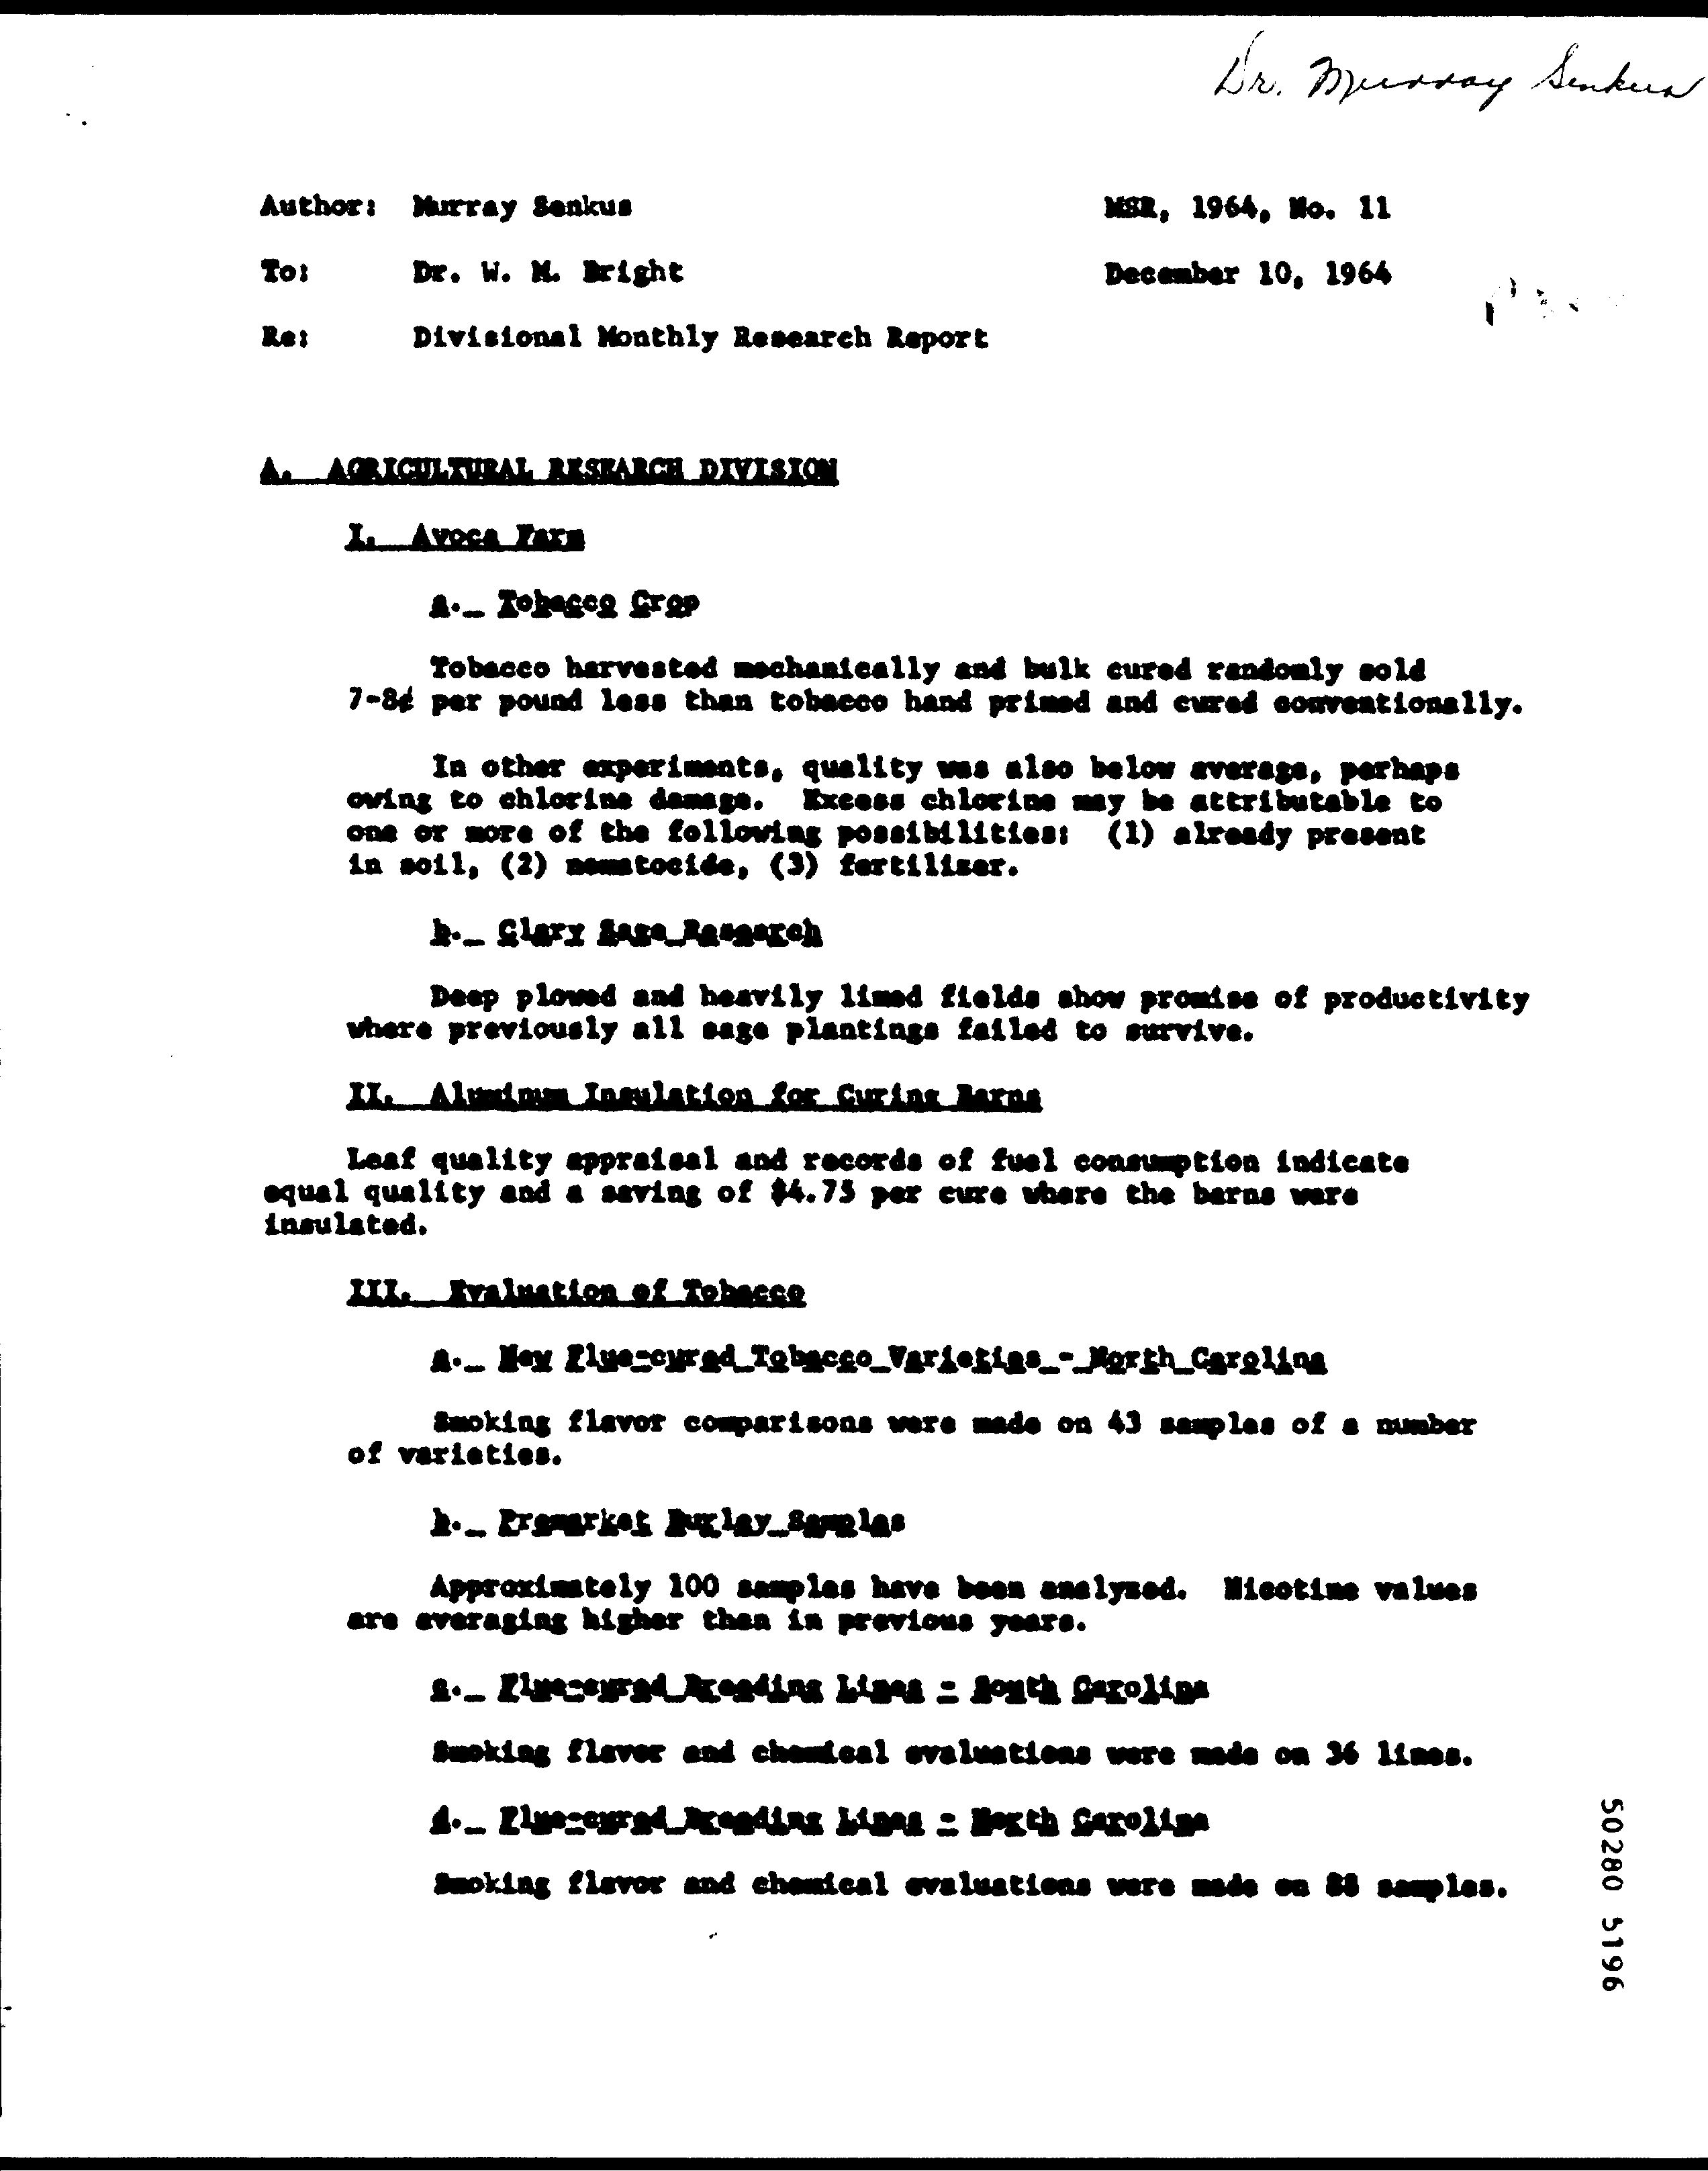 Dr. Murray Senkus
Author: Murray Senkus MSR, 1964, No. 11
To: Dr. W. M. Bright December 10, 1964
Re: Divisional Monthly Research Report
A. AGRICULTURAL RESEARCH DIVISION
I. Avoca Farm
a. Tobacco Crop
Tobacco harvested mechanically and bulk cured randomly sold
7-8¢ per pound less than tobacco hand primed and cured conventionally.
In other experiments, quality was also below average, perhaps
owing to chlorine damage. Excess chlorine may be attributable to
one or more of the following possibilities: (1) already present
in soil, (2) nematocide, (3) fertilizer.
b. Clary Sage Research
Deep plowed and heavily limed fields show promise of productivity
where previously all sage plantings failed to survive.
II. Aluminum Insulation for Curing Barns
Leaf quality appraisal and records of fuel consumption indicate
equal quality and a saving of $4.75 per cure where the barns were
insulated.
III. Evaluation of Tobacco
a. New Flue-cured Tobacco Varieties - North Carolina
Smoking flavor comparisons were made on 43 samples of a number
of varieties.
b. Premarket Burley Samples
Approximately 100 samples have been analyzed. Nicotine values
are averaging higher than in previous years.
c. Flue-cured Breeding Lines - South Carolina
Smoking flavor and chemical evaluations were made on 36 lines.
d. Flue-cured Breeding Lines - North Carolina
Smoking flavor and chemical evaluations were made on 88 samples.
50280 5196